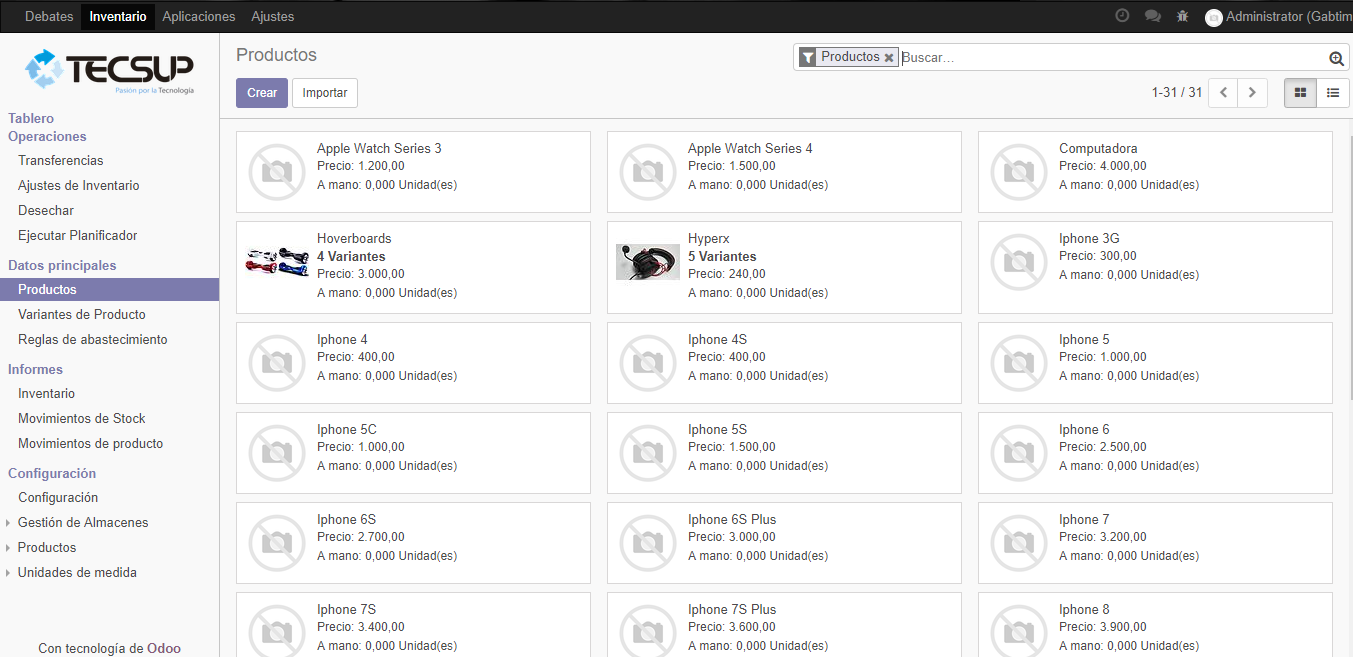 Debates Inventario Aplicaciones Ajustes Administrator (Gabtim
TECSUP
Pasión por la Tecnología
Tablero
Operaciones
Transferencias
Ajustes de Inventario
Desechar
Ejecutar Planificador
Datos principales
Productos
Variantes de Producto
Reglas de abastecimiento
Informes
Inventario
Movimientos de Stock
Movimientos de producto
Configuración
Configuración
Gestión de Almacenes
Productos
Unidades de medida
Con tecnología de Odoo
Productos
Productos Buscar...
Crear Importar
1-31 / 31
Apple Watch Series 3
Precio: 1.200,00
A mano: 0,000 Unidad(es)
Apple Watch Series 4
Precio: 1.500,00
A mano: 0,000 Unidad(es)
Computadora
Precio: 4.000,00
A mano: 0,000 Unidad(es)
Hoverboards
4 Variantes
Precio: 3.000,00
A mano: 0,000 Unidad(es)
Hyperx
5 Variantes
Precio: 240,00
A mano: 0,000 Unidad(es)
Iphone 3G
Precio: 300,00
A mano: 0,000 Unidad(es)
Iphone 4
Precio: 400,00
A mano: 0,000 Unidad(es)
Iphone 4S
Precio: 400,00
A mano: 0,000 Unidad(es)
Iphone 5
Precio: 1.000,00
A mano: 0,000 Unidad(es)
Iphone 5C
Precio: 1.000,00
A mano: 0,000 Unidad(es)
Iphone 5S
Precio: 1.500,00
A mano: 0,000 Unidad(es)
Iphone 6
Precio: 2.500,00
A mano: 0,000 Unidad(es)
Iphone 6S
Precio: 2.700,00
A mano: 0,000 Unidad(es)
Iphone 6S Plus
Precio: 3.000,00
A mano: 0,000 Unidad(es)
Iphone 7
Precio: 3.200,00
A mano: 0,000 Unidad(es)
Iphone 7S
Precio: 3.400,00
A mano: 0,000 Unidad(es)
Iphone 7S Plus
Precio: 3.600,00
A mano: 0,000 Unidad(es)
Iphone 8
Precio: 3.900,00
A mano: 0,000 Unidad(es)